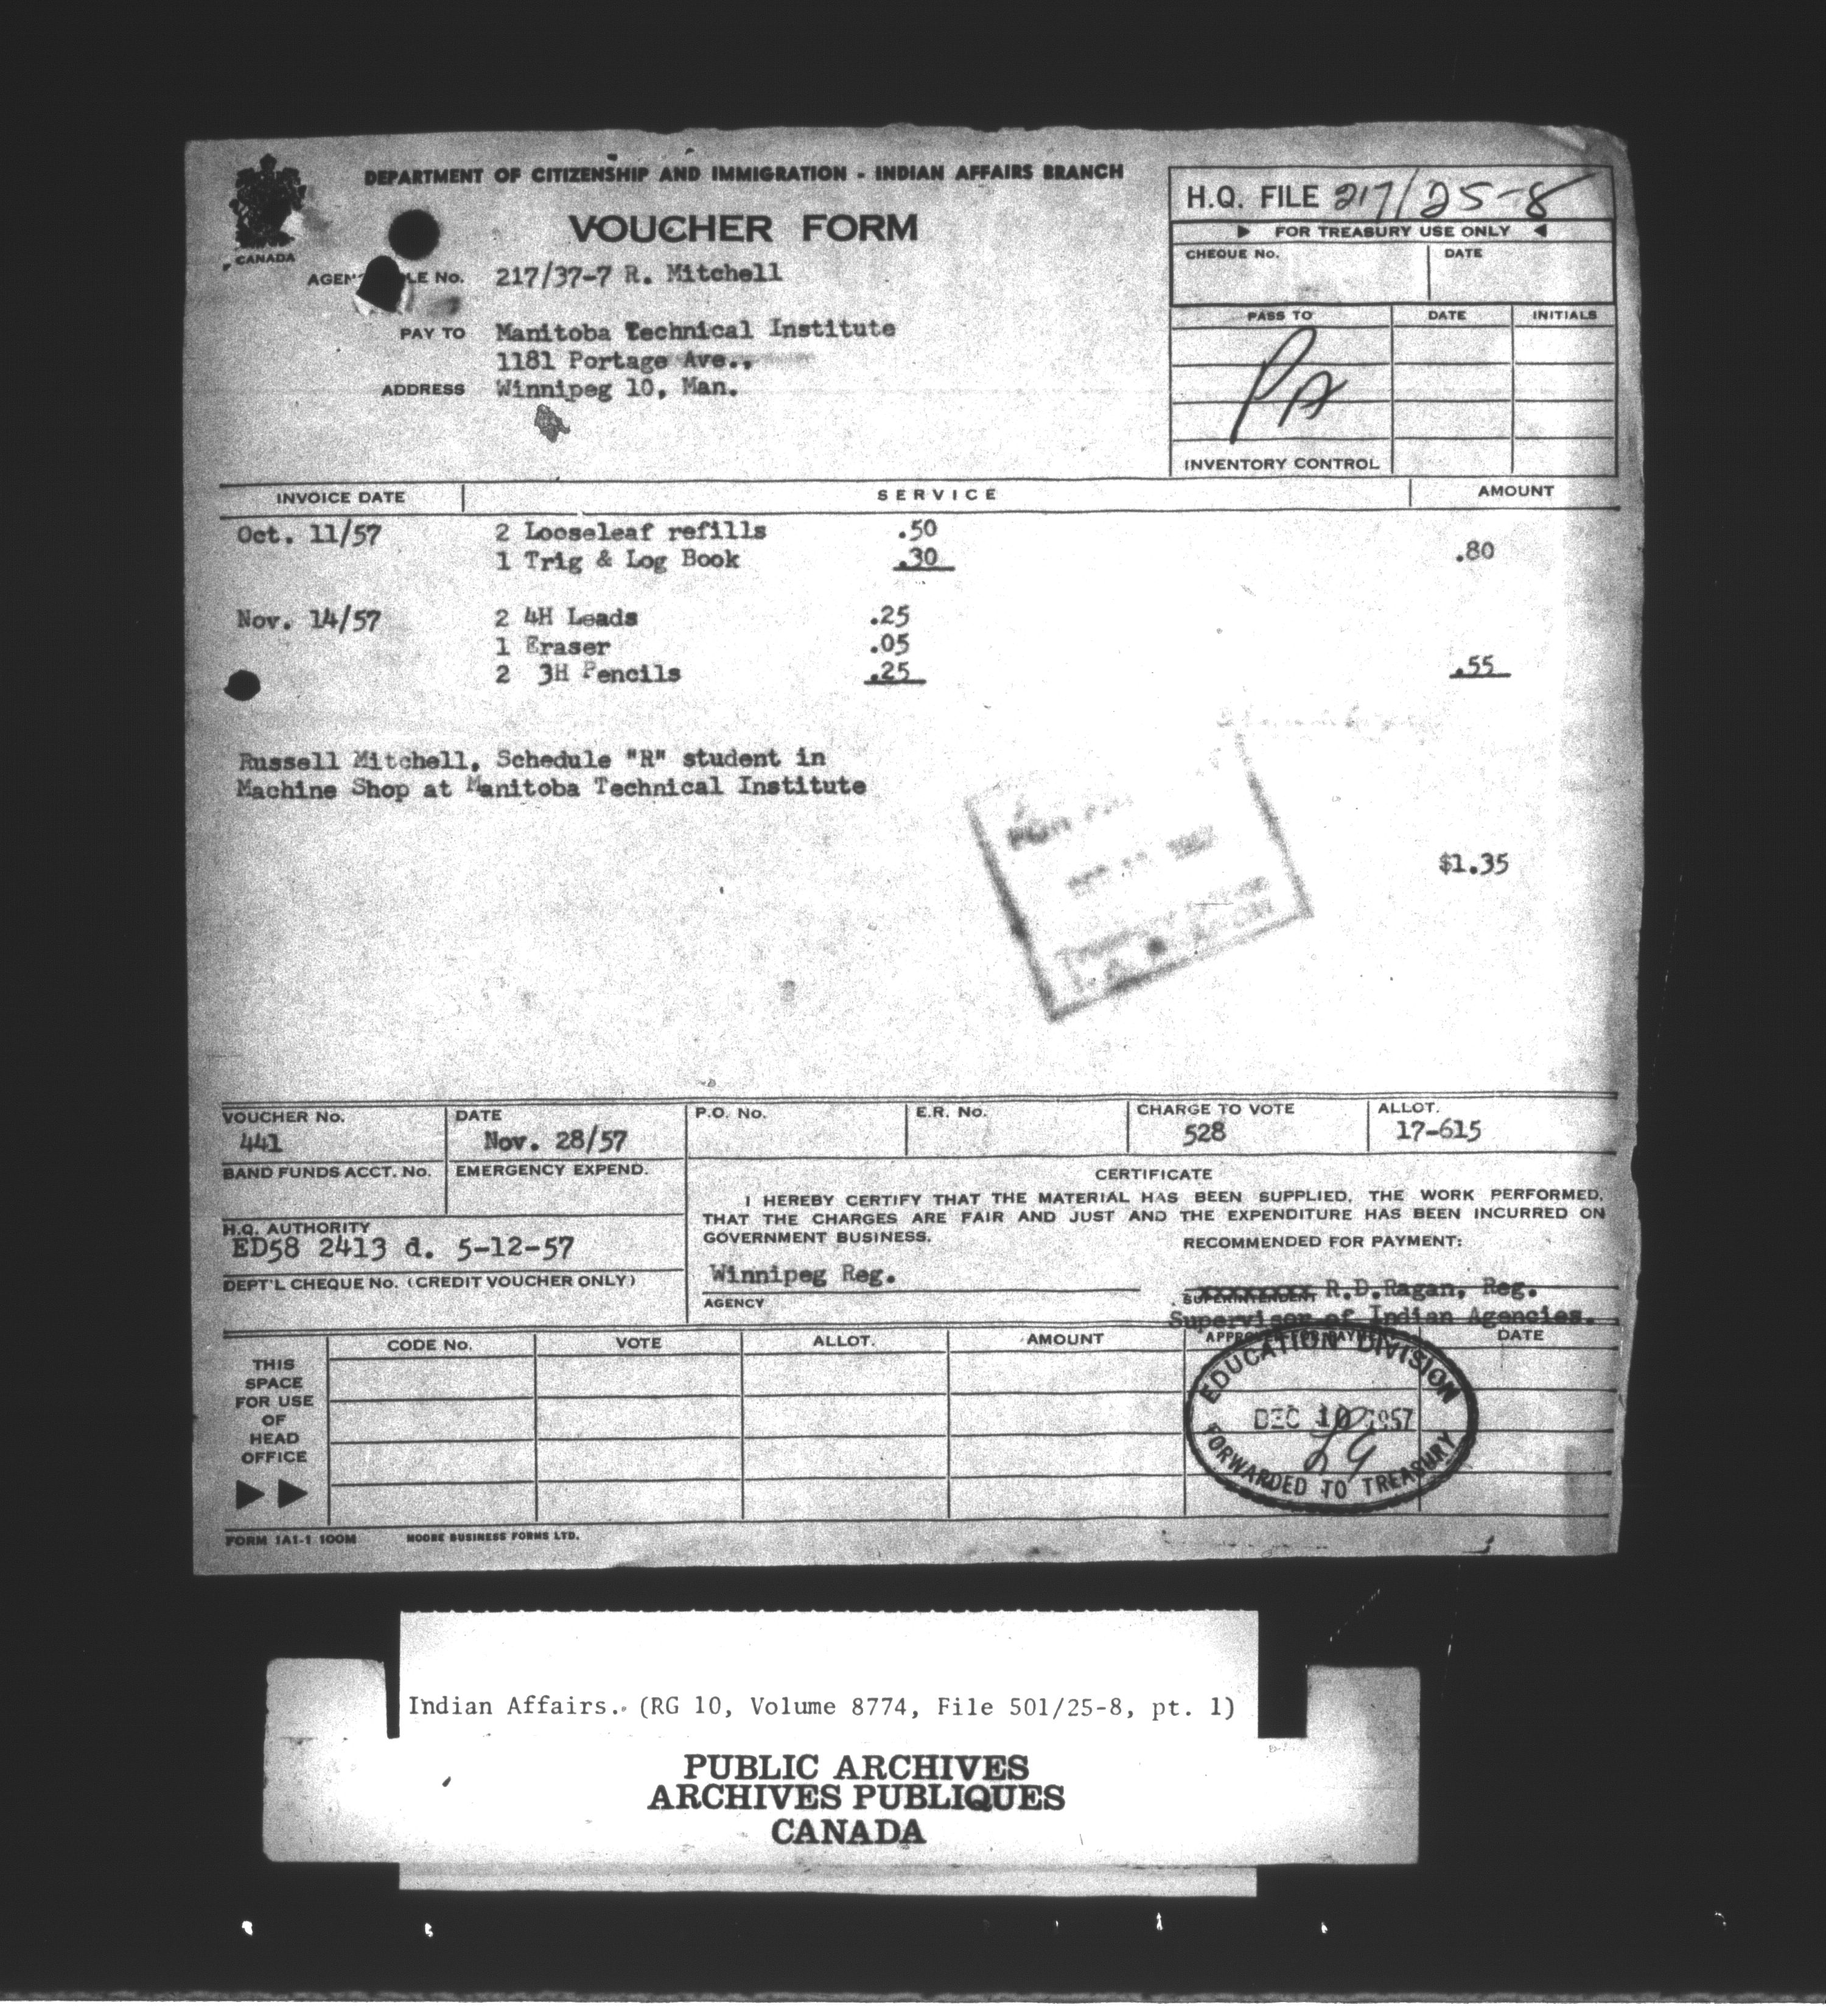 DEPARTMENT OF CITIZENSHIP AND IMMIGRATION - INDIAN AFFAIRS BRANCH
VOUCHER FORM
CANADA
H.Q. FILE 217/25-8
FOR TREASURY USE ONLY
CHEQUE No. DATE
LE No. 217/37-7 R. Mitchell
PASS TO DATE INITIALS
PAY TO Manitoba Technical Institute
1181 Portage Ave.,
ADDRESS Winnipeg 10, Man.
PA
INVENTORY CONTROL
INVOICE DATE SERVICE AMOUNT
Oct. 11/57 2 Looseleaf refills .50
1 Trig & Log Book .30 .80
Nov. 14/57 2 4H Leads .25
1 Eraser .05
2 3H Pencils .25 .55
Russell Mitchell, Schedule "R" student in
Machine Shop at Manitoba Technical Institute
$1.35
VOUCHER No. DATE P.O. No. E.R. No. CHARGE TO VOTE ALLOT.
441 Nov. 28/57 528 17-615
BAND FUNDS ACCT. No. EMERGENCY EXPEND.
CERTIFICATE
I HEREBY CERTIFY THAT THE MATERIAL HAS BEEN SUPPLIED, THE WORK PERFORMED,
THAT THE CHARGES ARE FAIR AND JUST AND THE EXPENDITURE HAS BEEN INCURRED ON
GOVERNMENT BUSINESS.
H.Q. AUTHORITY
ED58 2413 d. 5-12-57
RECOMMENDED FOR PAYMENT:
DEPT'L CHEQUE No. (CREDIT VOUCHER ONLY)
Winnipeg Reg.
AGENCY
SUPERINTENDENT R.D.Ragan, Reg.
Supervisor of Indian Agencies.
CODE No. VOTE ALLOT. AMOUNT APPROVED FOR PAYMENT DATE
THIS
SPACE
FOR USE
OF
HEAD
OFFICE
EDUCATION DIVISION
DEC 10 1957
FORWARDED TO TREASURY
FORM 1A1-1 100M MOORE BUSINESS FORMS LTD.
Indian Affairs. (RG 10, Volume 8774, File 501/25-8, pt. 1)
PUBLIC ARCHIVES
ARCHIVES PUBLIQUES
CANADA